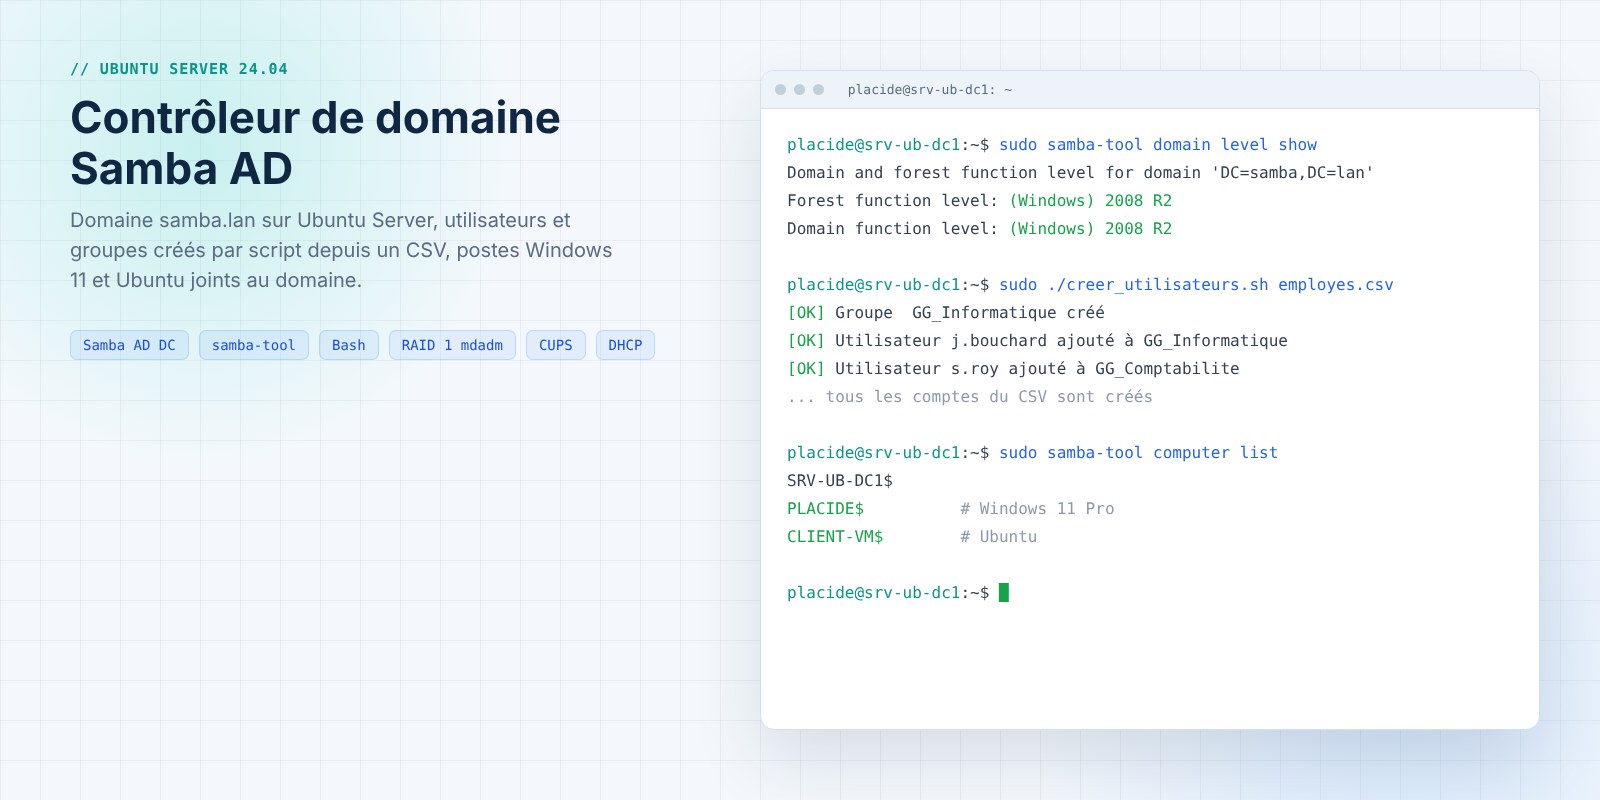 // UBUNTU SERVER 24.04
Contrôleur de domaine
Samba AD
Domaine samba.lan sur Ubuntu Server, utilisateurs et
groupes créés par script depuis un CSV, postes Windows
11 et Ubuntu joints au domaine.
Samba AD DC samba-tool Bash RAID 1 mdadm CUPS DHCP
placide@srv-ub-dc1: ~
placide@srv-ub-dc1:~$ sudo samba-tool domain level show
Domain and forest function level for domain 'DC=samba,DC=lan'
Forest function level: (Windows) 2008 R2
Domain function level: (Windows) 2008 R2
placide@srv-ub-dc1:~$ sudo ./creer_utilisateurs.sh employes.csv
[OK] Groupe  GG_Informatique créé
[OK] Utilisateur j.bouchard ajouté à GG_Informatique
[OK] Utilisateur s.roy ajouté à GG_Comptabilite
... tous les comptes du CSV sont créés
placide@srv-ub-dc1:~$ sudo samba-tool computer list
SRV-UB-DC1$
PLACIDE$          # Windows 11 Pro
CLIENT-VM$        # Ubuntu
placide@srv-ub-dc1:~$